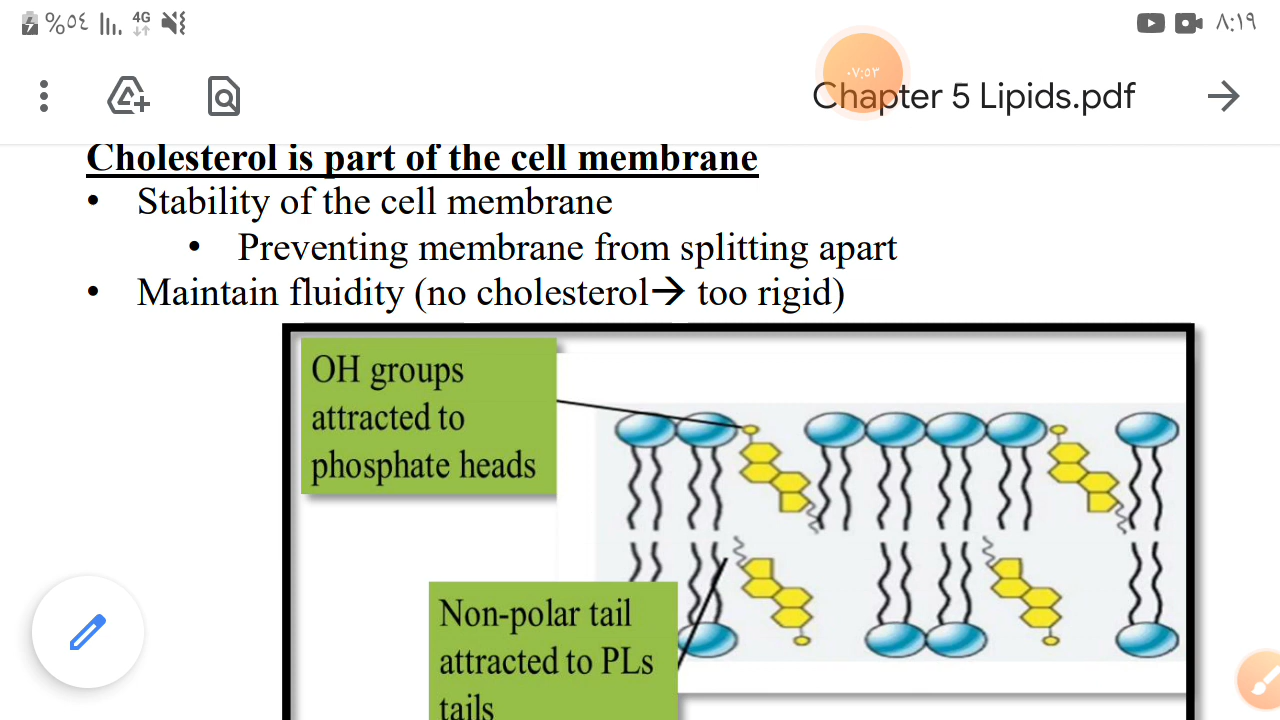 %٥٤ 4G ٨:١٩
٠٧:٥٣
Chapter 5 Lipids.pdf
Cholesterol is part of the cell membrane
• Stability of the cell membrane
• Preventing membrane from splitting apart
• Maintain fluidity (no cholesterol→ too rigid)
OH groups
attracted to
phosphate heads
Non-polar tail
attracted to PLs
tails